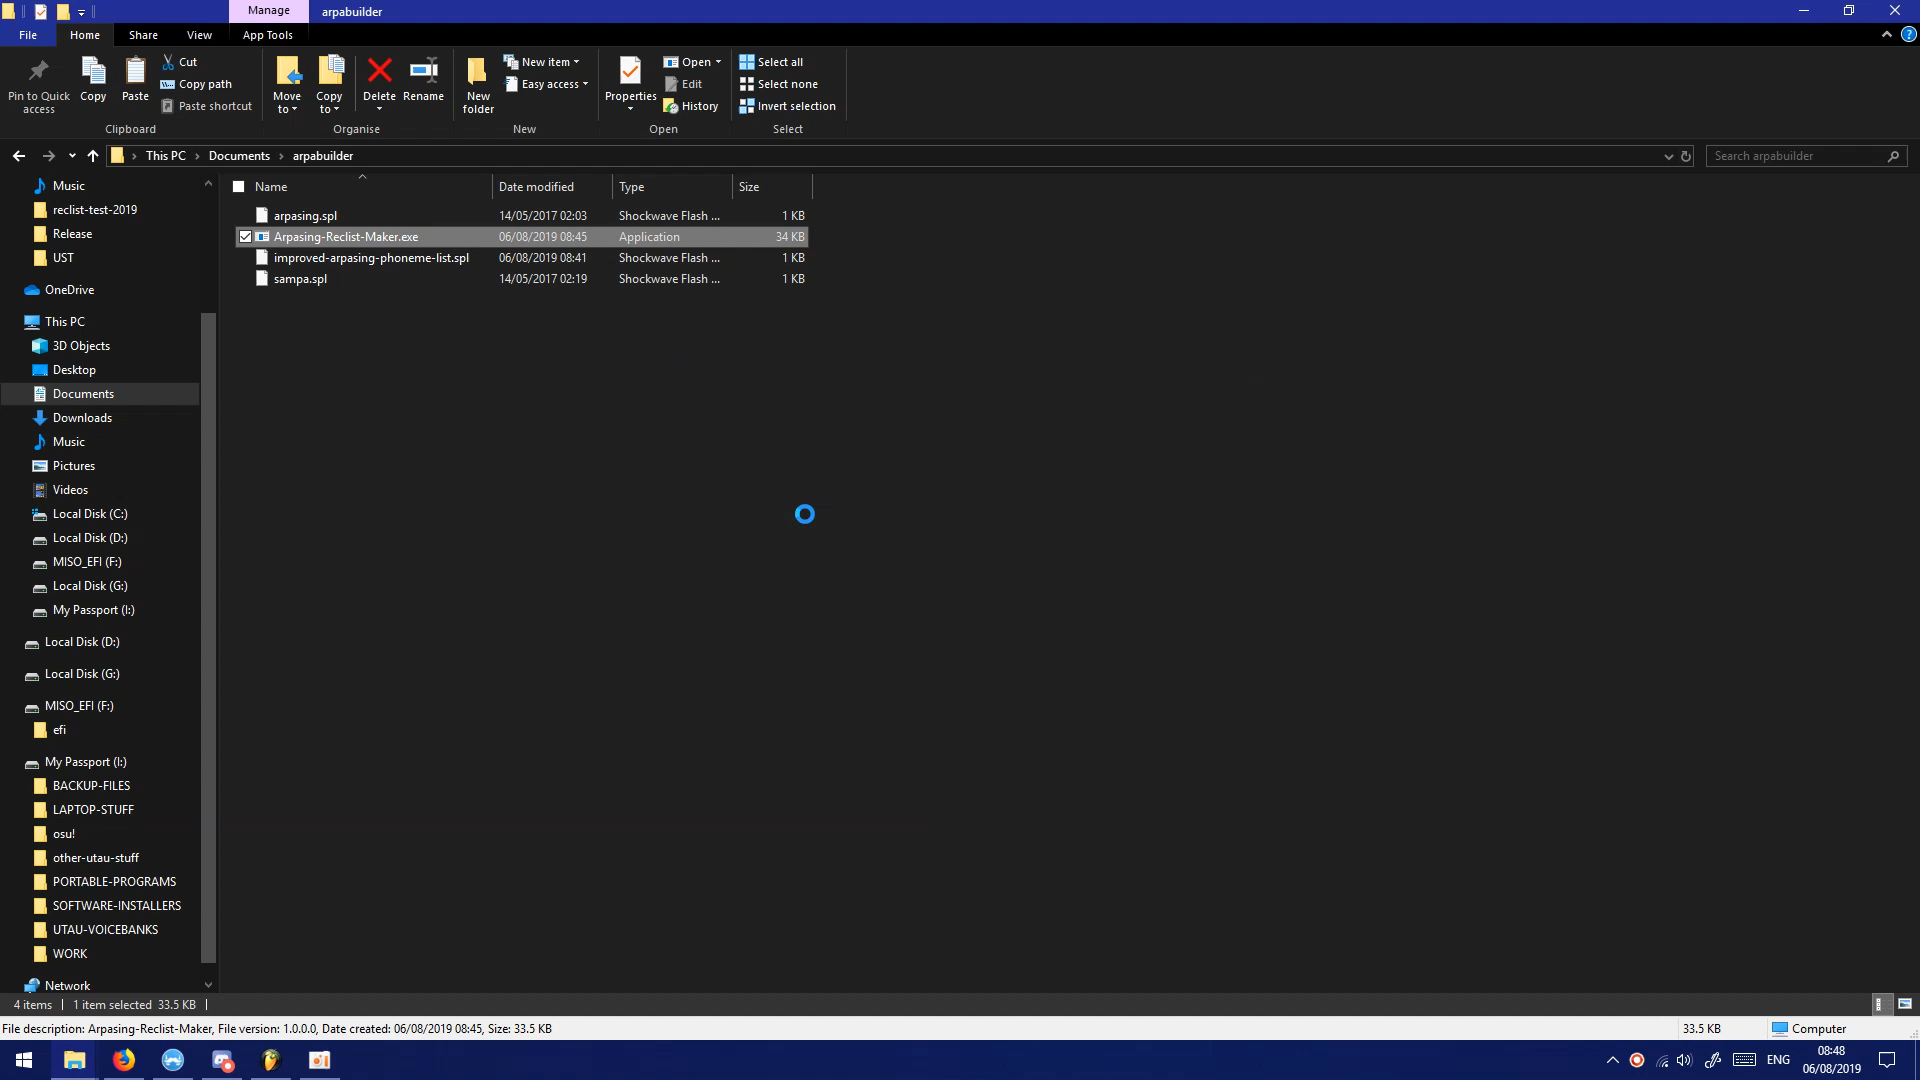 Manage
arpabuilder
File
Home
Share
View
App Tools
Pin to Quick access
Copy
Paste
Cut
Copy path
Paste shortcut
Clipboard
Move to
Copy to
Delete
Rename
Organise
New folder
New item
Easy access
New
Properties
Open
Edit
History
Open
Select all
Select none
Invert selection
Select
This PC
Documents
arpabuilder
Search arpabuilder
Name
Date modified
Type
Size
arpasing.spl 14/05/2017 02:03 Shockwave Flash ... 1 KB
Arpasing-Reclist-Maker.exe 06/08/2019 08:45 Application 34 KB
improved-arpasing-phoneme-list.spl 06/08/2019 08:41 Shockwave Flash ... 1 KB
sampa.spl 14/05/2017 02:19 Shockwave Flash ... 1 KB
Music
reclist-test-2019
Release
UST
OneDrive
This PC
3D Objects
Desktop
Documents
Downloads
Music
Pictures
Videos
Local Disk (C:)
Local Disk (D:)
MISO_EFI (F:)
Local Disk (G:)
My Passport (I:)
Local Disk (D:)
Local Disk (G:)
MISO_EFI (F:)
efi
My Passport (I:)
BACKUP-FILES
LAPTOP-STUFF
osu!
other-utau-stuff
PORTABLE-PROGRAMS
SOFTWARE-INSTALLERS
UTAU-VOICEBANKS
WORK
Network
4 items
1 item selected 33.5 KB
File description: Arpasing-Reclist-Maker, File version: 1.0.0.0, Date created: 06/08/2019 08:45, Size: 33.5 KB
33.5 KB
Computer
ENG
08:48
06/08/2019